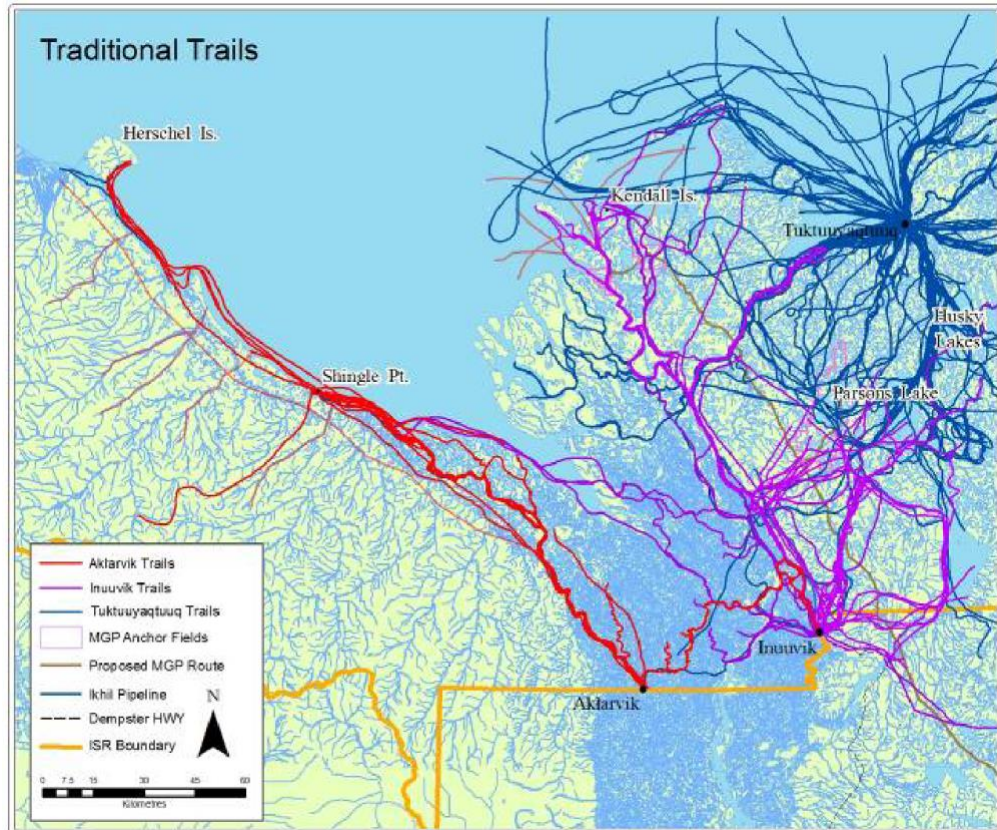 Traditional Trails
Herschel Is.
Kendall Is.
Tuktuuyaqtuuq
Husky
Lakes
Parsons Lake
Shingle Pt.
Inuuvik
Akłarvik
Akłarvik Trails
Inuuvik Trails
Tuktuuyaqtuuq Trails
MGP Anchor Fields
Proposed MGP Route
Ikhil Pipeline
N
Dempster HWY
ISR Boundary
0 7.5 15 30 45 60
Kilometres